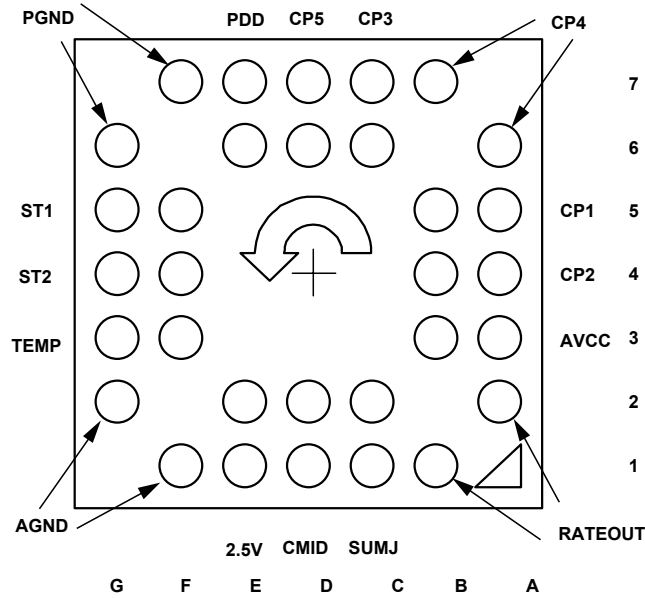 PGND PDD CP5 CP3 CP4
7
6
ST1 CP1 5
ST2 CP2 4
TEMP AVCC 3
2
1
AGND RATEOUT
2.5V CMID SUMJ
G F E D C B A